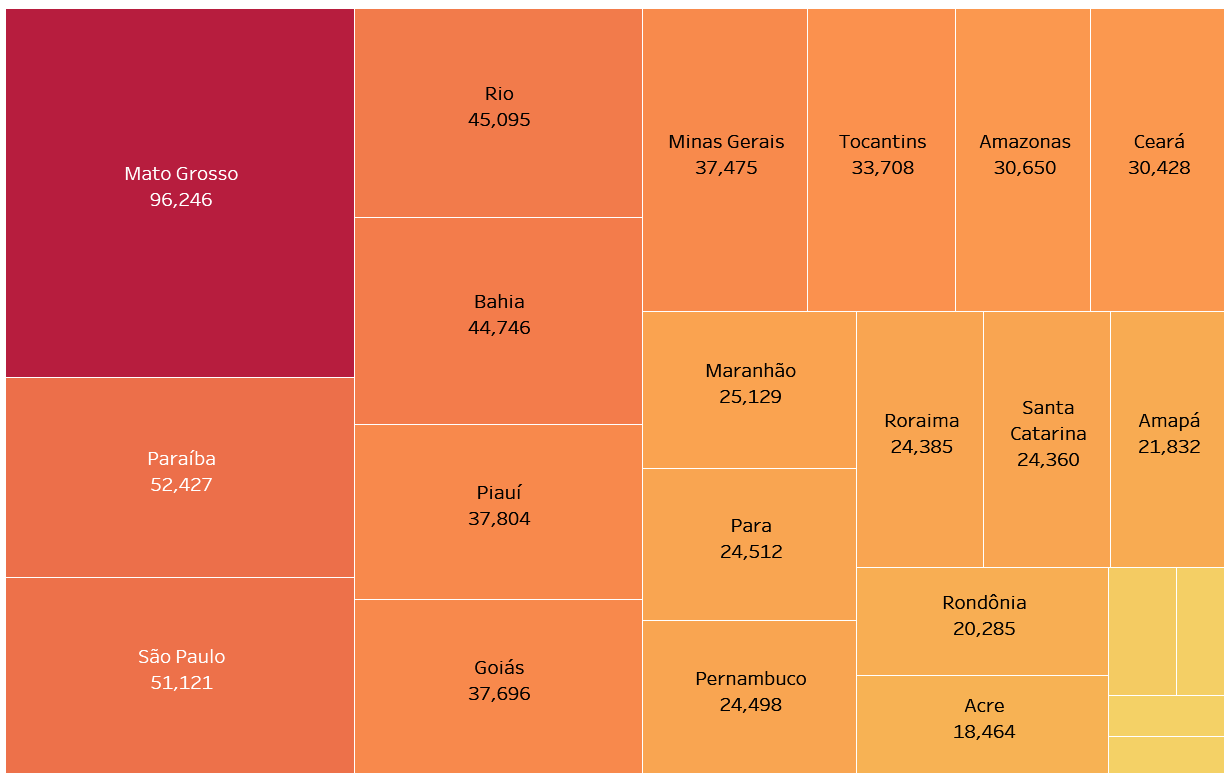 Mato Grosso
96,246
Paraíba
52,427
São Paulo
51,121
Rio
45,095
Bahia
44,746
Piauí
37,804
Goiás
37,696
Minas Gerais
37,475
Tocantins
33,708
Amazonas
30,650
Ceará
30,428
Maranhão
25,129
Para
24,512
Pernambuco
24,498
Roraima
24,385
Santa
Catarina
24,360
Amapá
21,832
Rondônia
20,285
Acre
18,464